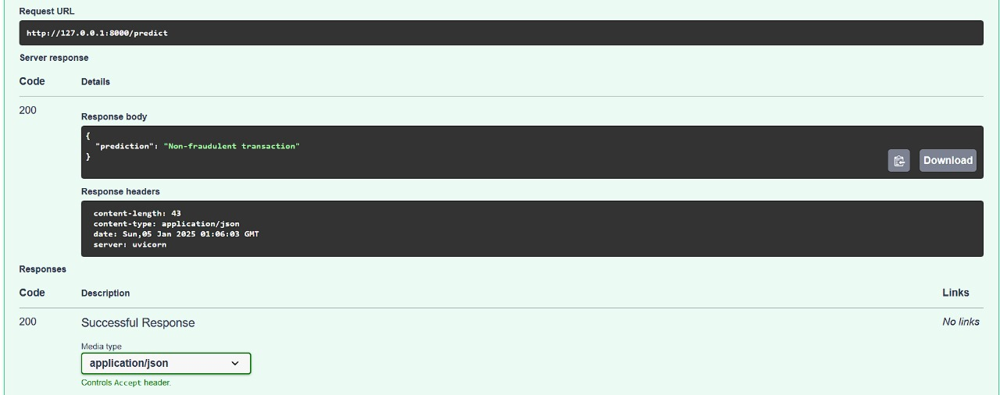 Request URL
http://127.0.0.1:8000/predict
Server response
Code Details
200
Response body
{
"prediction": "Non-fraudulent transaction"
}
Download
Response headers
content-length: 43
content-type: application/json
date: Sun,05 Jan 2025 01:06:03 GMT
server: uvicorn
Responses
Code Description Links
200 Successful Response No links
Media type
application/json
Controls Accept header.